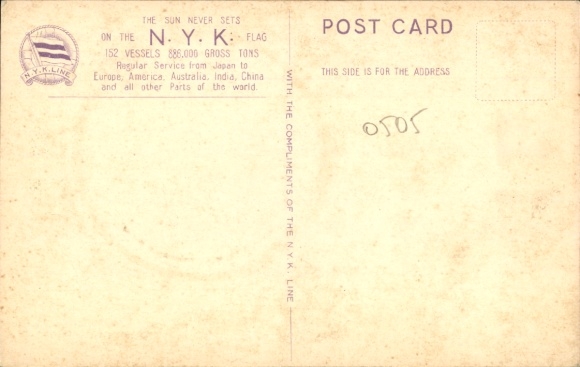 THE SUN NEVER SETS
ON THE N. Y. K. FLAG
152 VESSELS 886,000 GROSS TONS
Regular Service from Japan to
Europe, America, Australia, India, China
and all other Parts of the world.
N.Y.K. LINE
WITH THE COMPLIMENTS OF THE N.Y.K. LINE
POST CARD
THIS SIDE IS FOR THE ADDRESS
0505